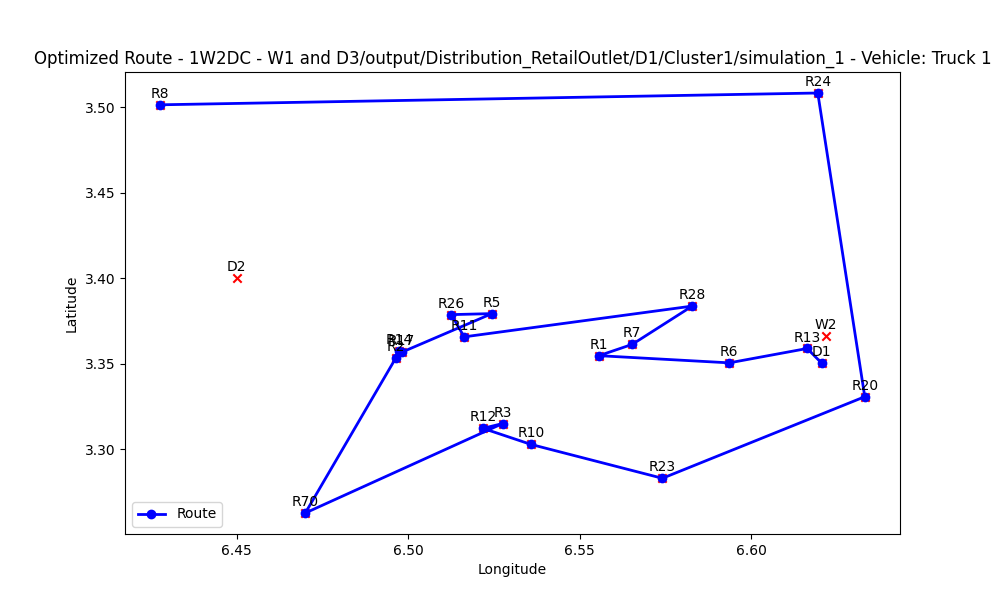 Optimized Route - 1W2DC - W1 and D3/output/Distribution_RetailOutlet/D1/Cluster1/simulation_1 - Vehicle: Truck 1
R8
R24
3.50
3.45
D2
3.40
R26
R5
R28
R11
W2
R7
R13
R1
R6
D1
3.35
R20
R12
R3
R10
3.30
R23
R70
Route
6.45
6.50
6.55
6.60
Longitude
Latitude